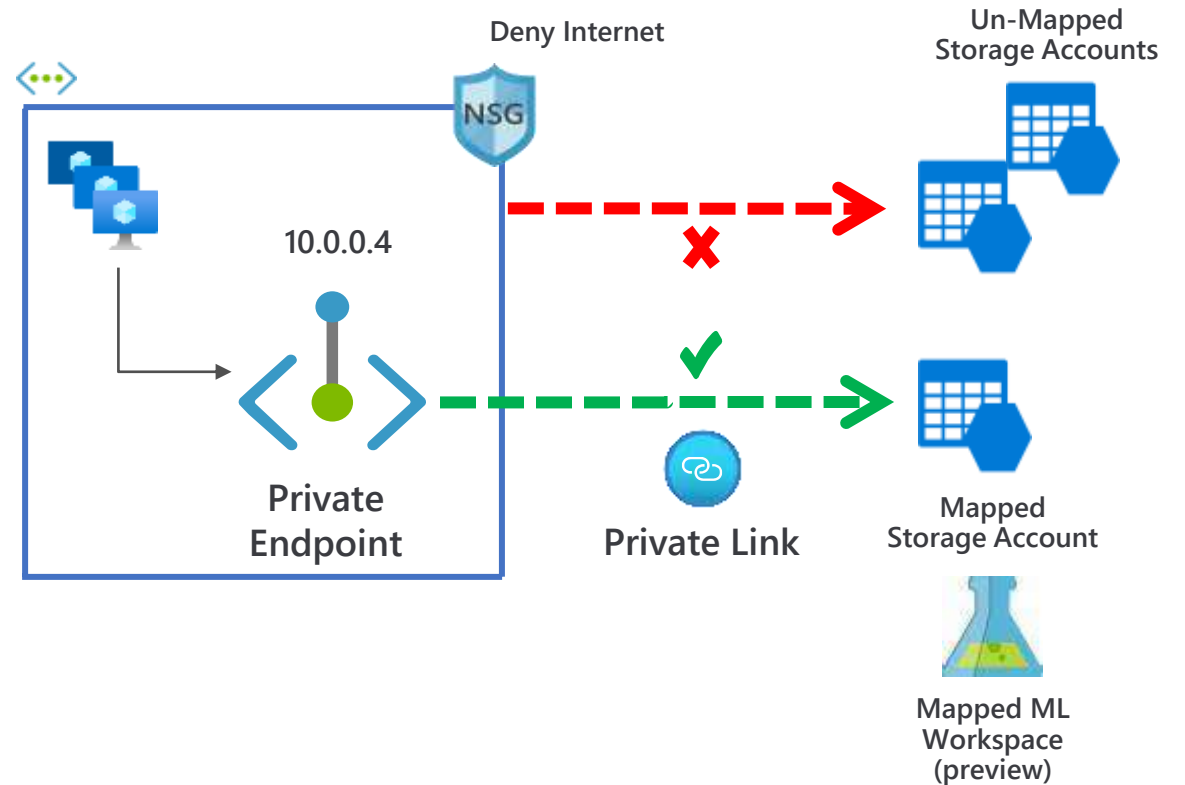 Deny Internet
Un-Mapped
Storage Accounts
NSG
10.0.0.4
Private
Endpoint
Private Link
Mapped
Storage Account
Mapped ML
Workspace
(preview)